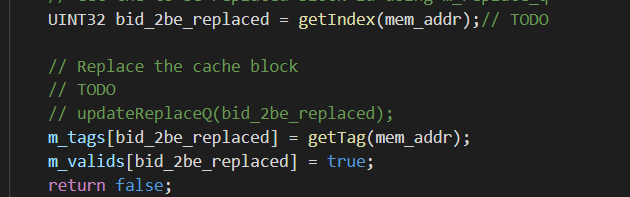 UINT32 bid_2be_replaced = getIndex(mem_addr);// TODO
// Replace the cache block
// TODO
// updateReplaceQ(bid_2be_replaced);
m_tags[bid_2be_replaced] = getTag(mem_addr);
m_valids[bid_2be_replaced] = true;
return false;